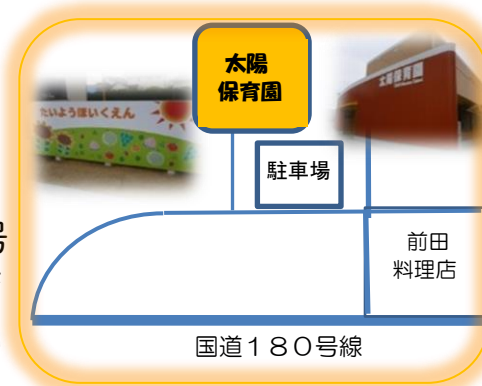 太陽
保育園
たいようほいくえん
太陽保育園
駐車場
号
前田
料理店
国道１８０号線